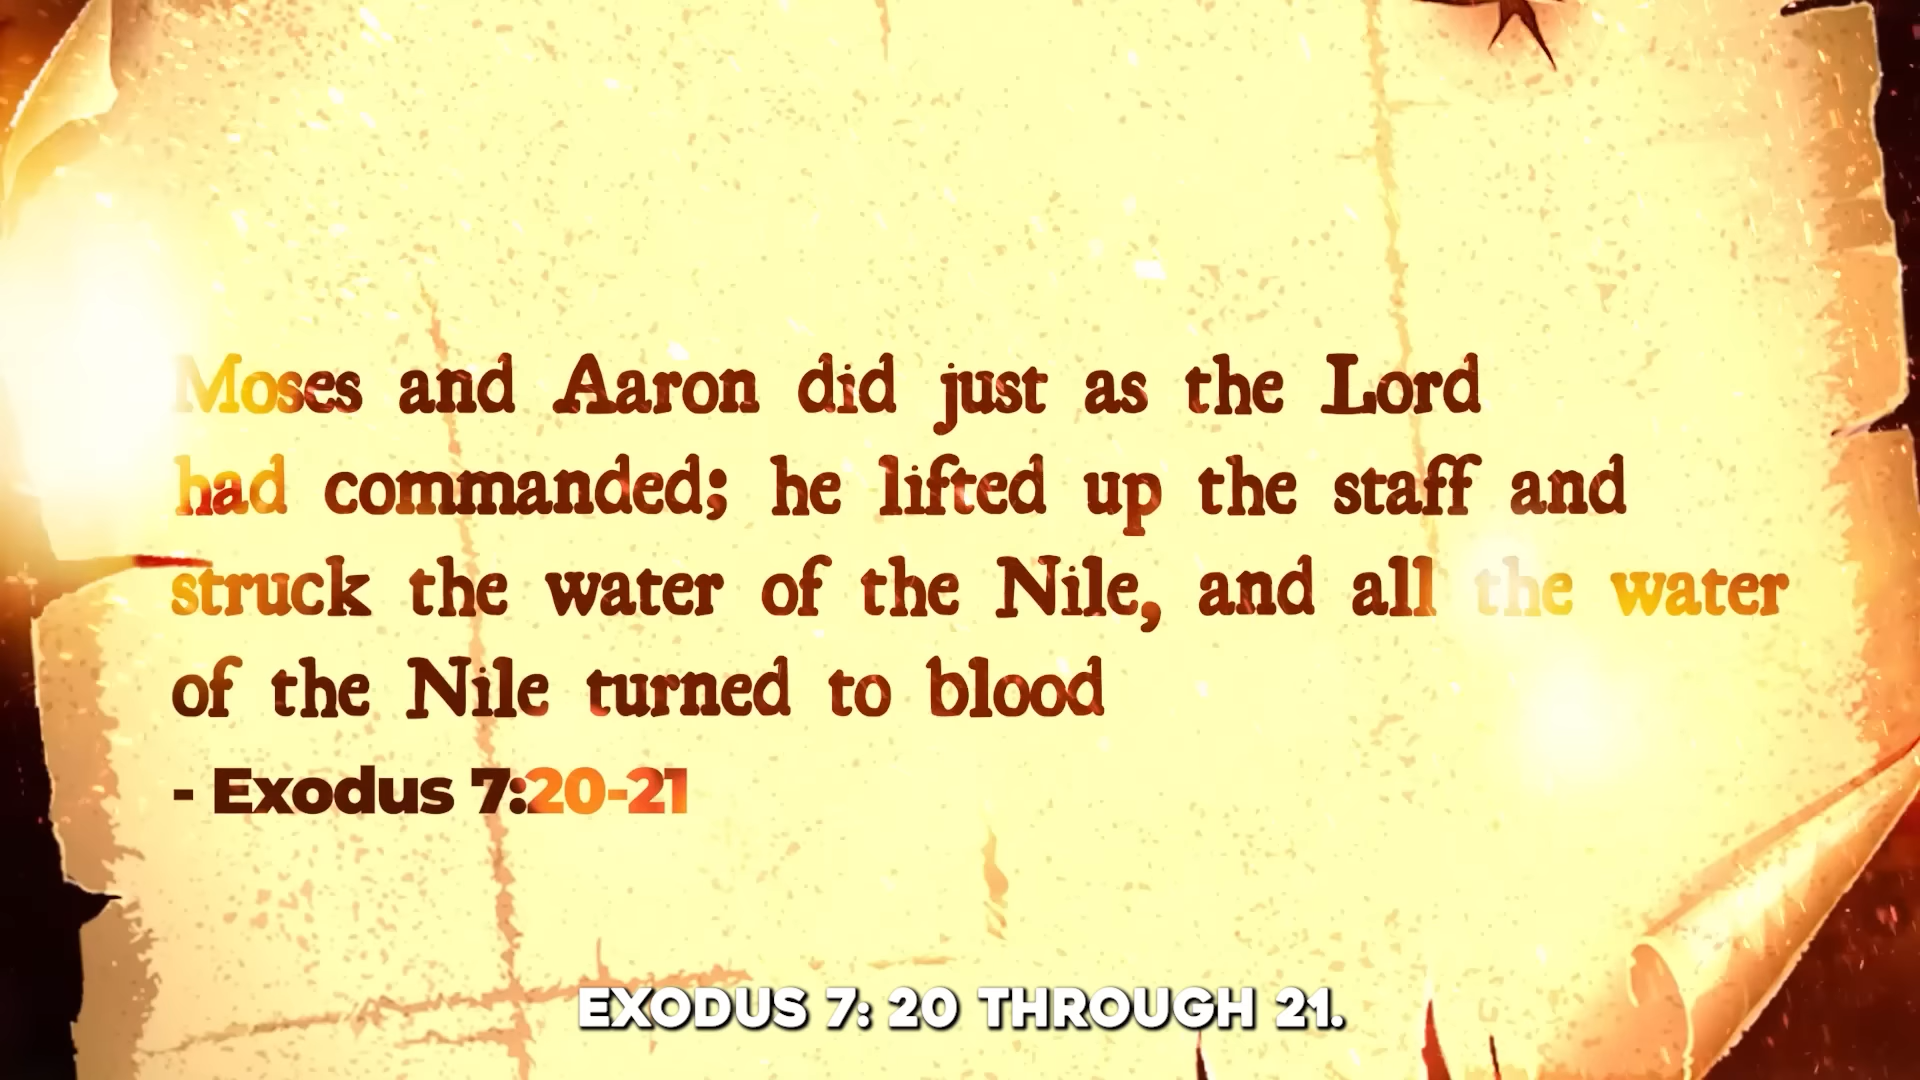 Moses and Aaron did just as the Lord
had commanded; he lifted up the staff and
struck the water of the Nile, and all the water
of the Nile turned to blood
- Exodus 7:20-21
EXODUS 7: 20 THROUGH 21.